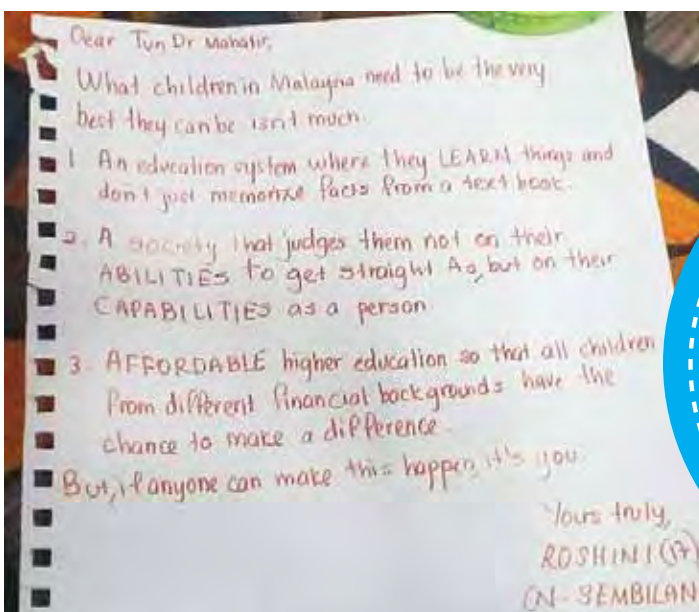 Dear Tun Dr Mahatir,
What children in Malaysia need to be the very
best they can be isn't much.
1 An education system where they LEARN things and
don't just memorize facts from a text book.
2. A society that judges them not on their
ABILITIES to get straight As, but on their
CAPABILITIES as a person.
3. AFFORDABLE higher education so that all children
from different financial backgrounds have the
chance to make a difference.
But, if anyone can make this happen, it's you.
Yours truly,
ROSHINI (17)
(N. SEMBILAN